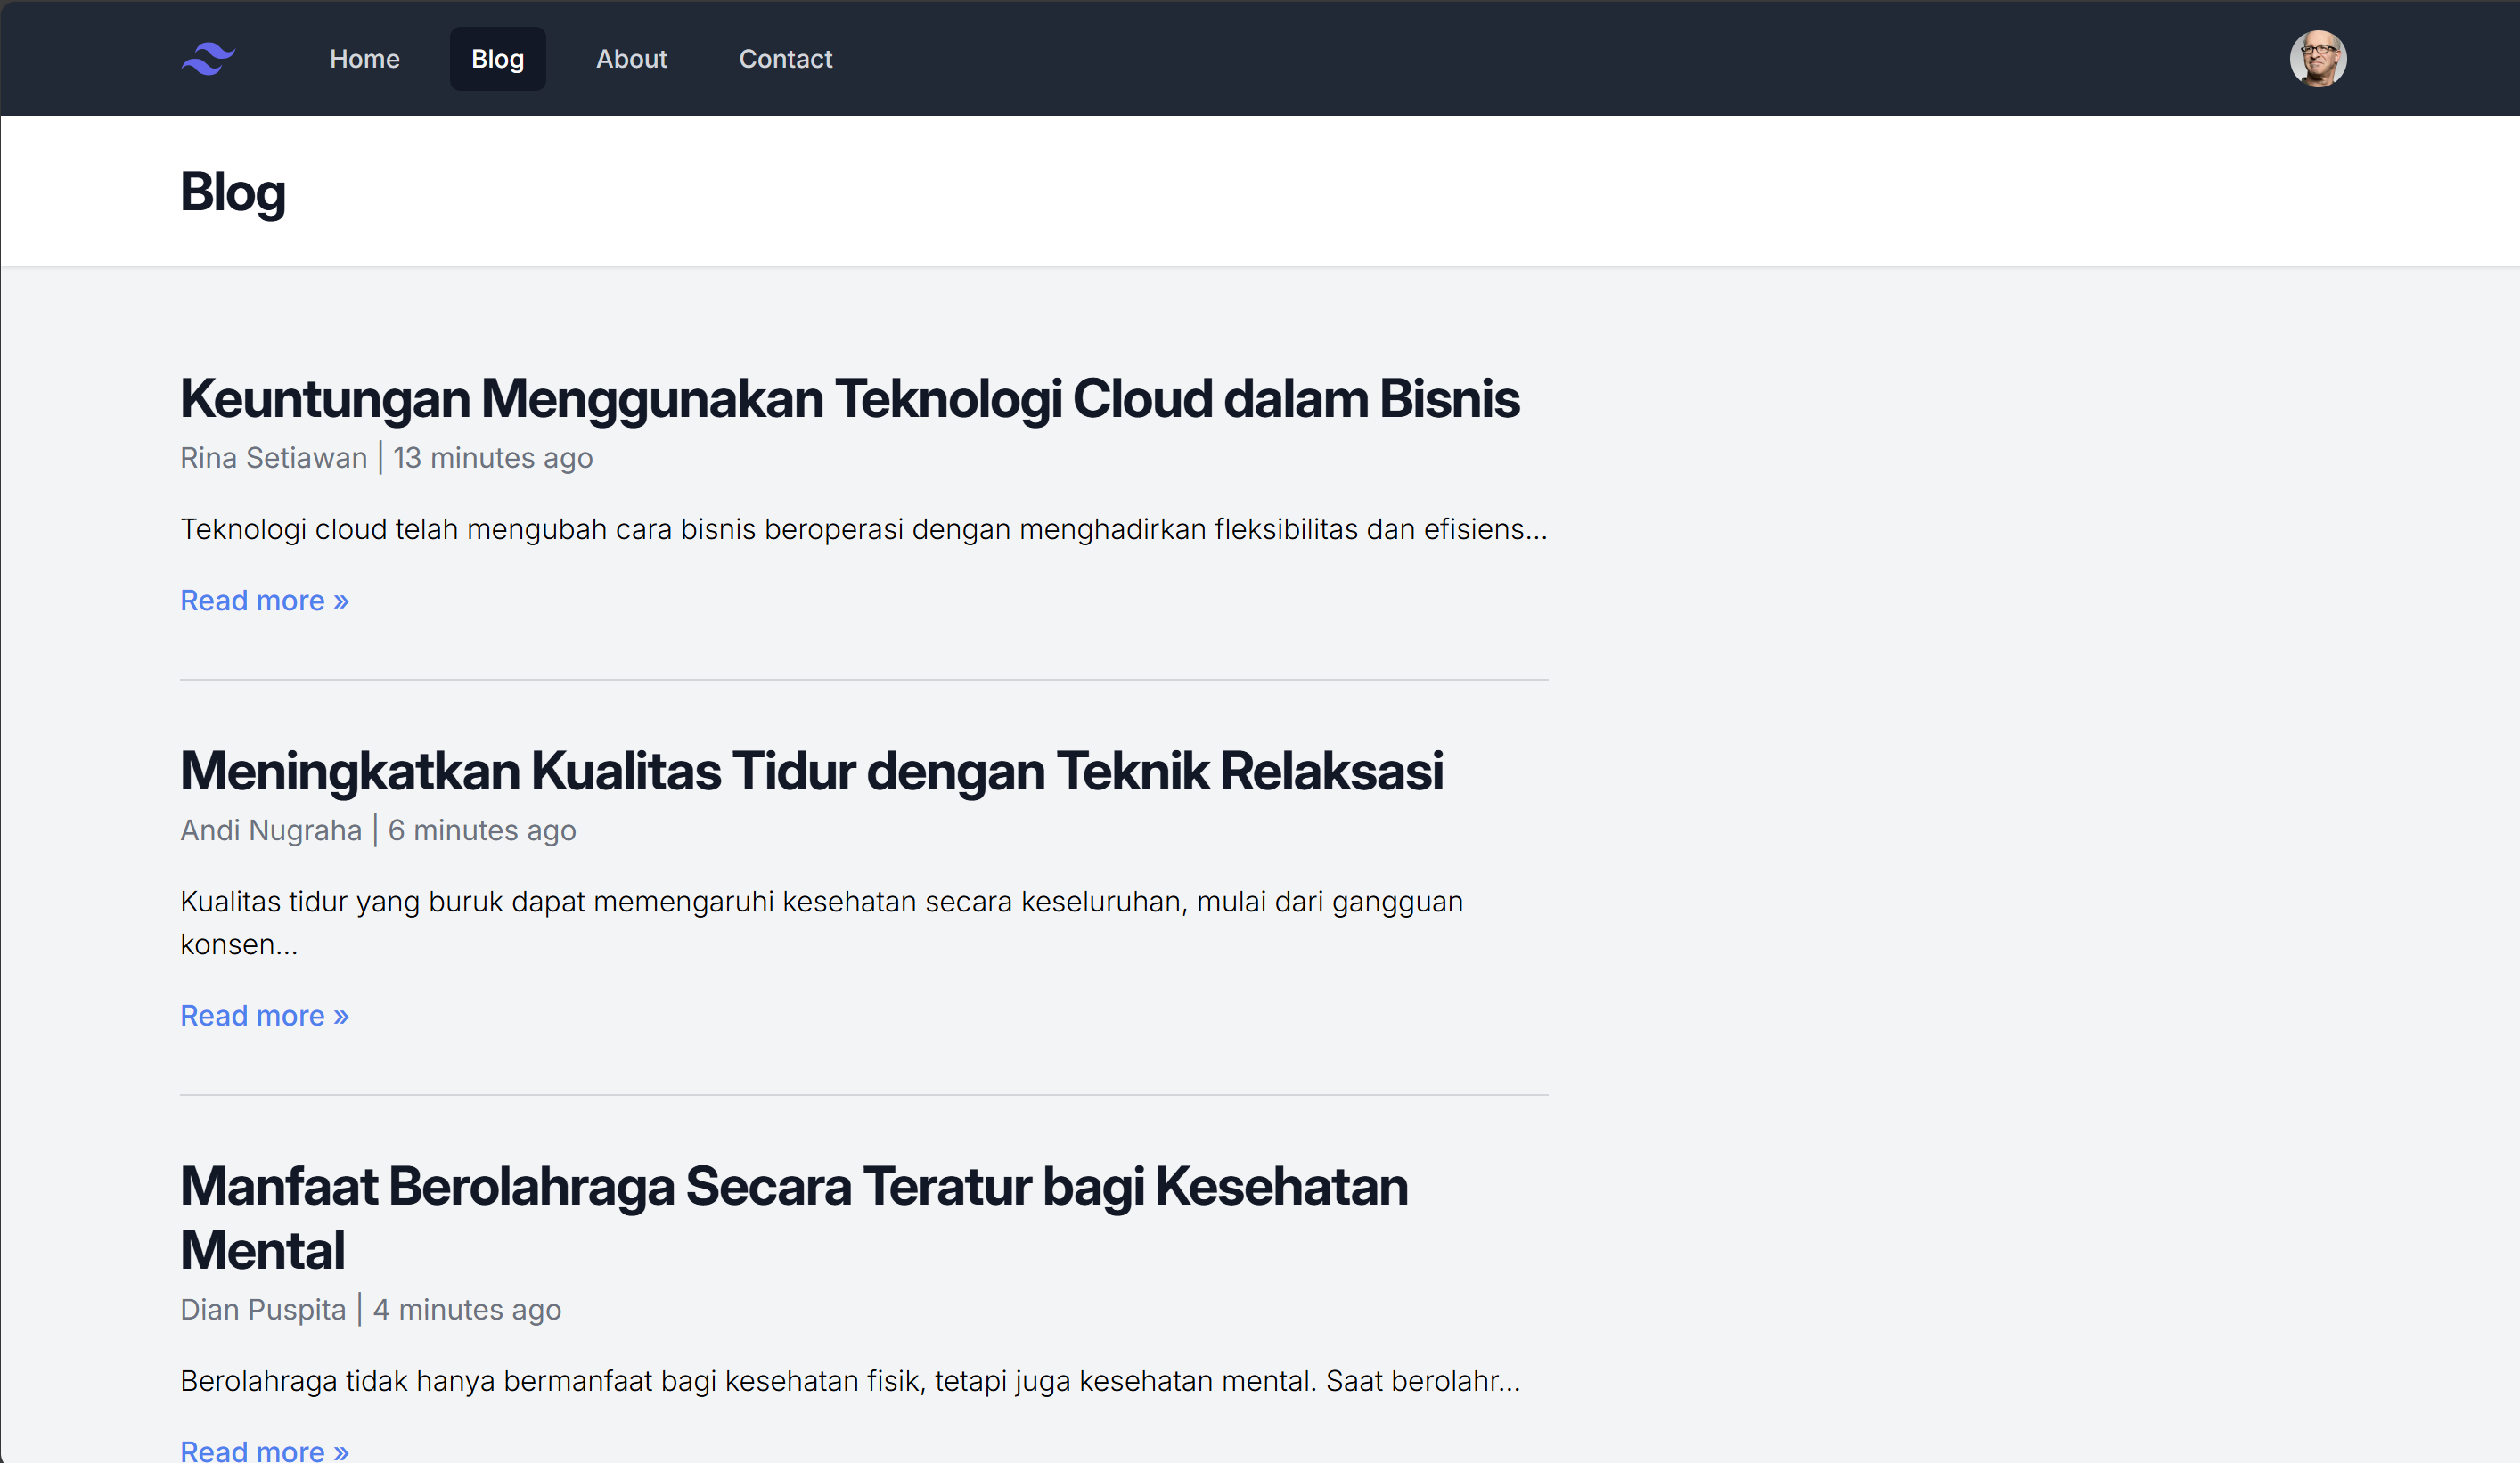 Home Blog About Contact
Blog
Keuntungan Menggunakan Teknologi Cloud dalam Bisnis
Rina Setiawan | 13 minutes ago
Teknologi cloud telah mengubah cara bisnis beroperasi dengan menghadirkan fleksibilitas dan efisiens...
Read more »
Meningkatkan Kualitas Tidur dengan Teknik Relaksasi
Andi Nugraha | 6 minutes ago
Kualitas tidur yang buruk dapat memengaruhi kesehatan secara keseluruhan, mulai dari gangguan
konsen...
Read more »
Manfaat Berolahraga Secara Teratur bagi Kesehatan
Mental
Dian Puspita | 4 minutes ago
Berolahraga tidak hanya bermanfaat bagi kesehatan fisik, tetapi juga kesehatan mental. Saat berolahr...
Read more »